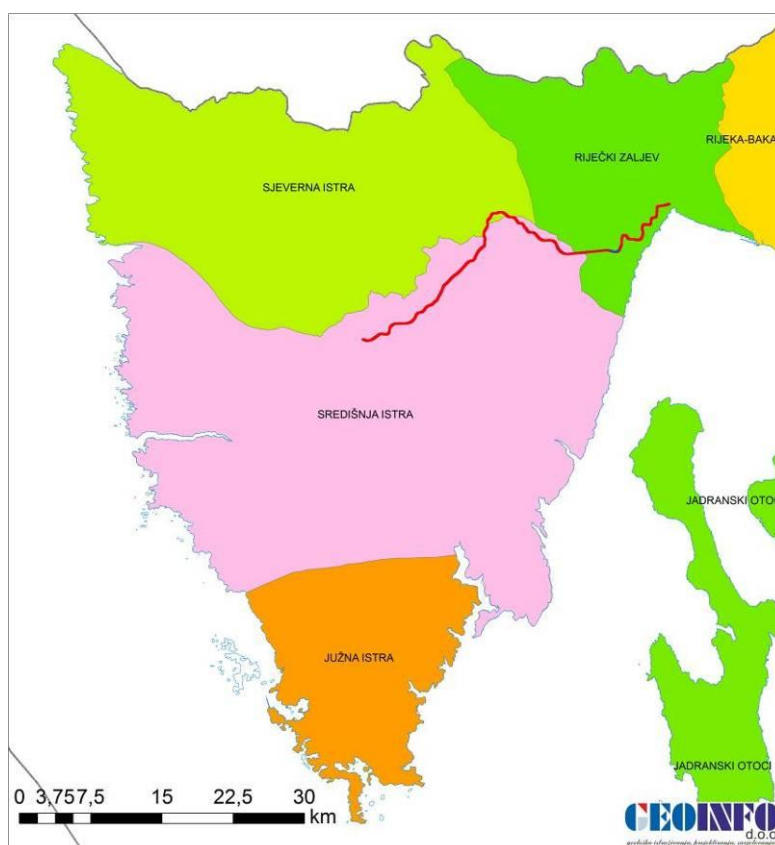 RIJEKA-BAKA
RIJEČKI ZALJEV
SJEVERNA ISTRA
SREDIŠNJA ISTRA
JADRANSKI OTOC
JUŽNA ISTRA
JADRANSKI OTOCI
0 3,75 7,5 15 22,5 30
km
GEOINFO
d.o.o